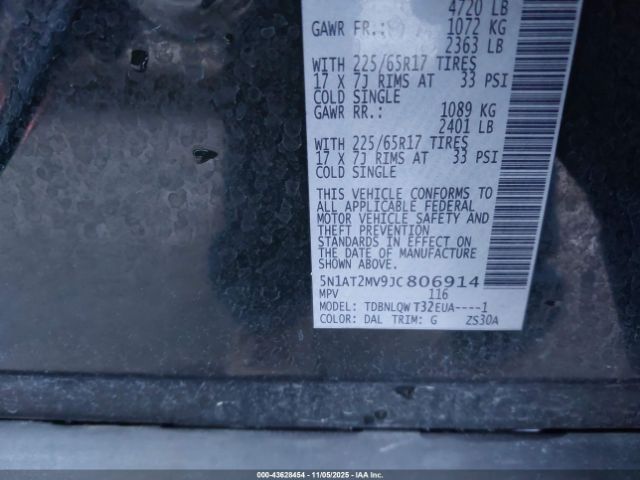 4720 LB
GAWR FR.: 1072 KG
2363 LB
WITH 225/65R17 TIRES
17 X 7J RIMS AT 33 PSI
COLD SINGLE
GAWR RR.: 1089 KG
2401 LB
WITH 225/65R17 TIRES
17 X 7J RIMS AT 33 PSI
COLD SINGLE
THIS VEHICLE CONFORMS TO
ALL APPLICABLE FEDERAL
MOTOR VEHICLE SAFETY AND
THEFT PREVENTION
STANDARDS IN EFFECT ON
THE DATE OF MANUFACTURE
5N1AT2MV9JC806914
MPV 116
MODEL: TDBNLQW T32EUA----1
COLOR: DAL TRIM: G ZS30A
000-43628454 - 11/05/2025 - IAA Inc.